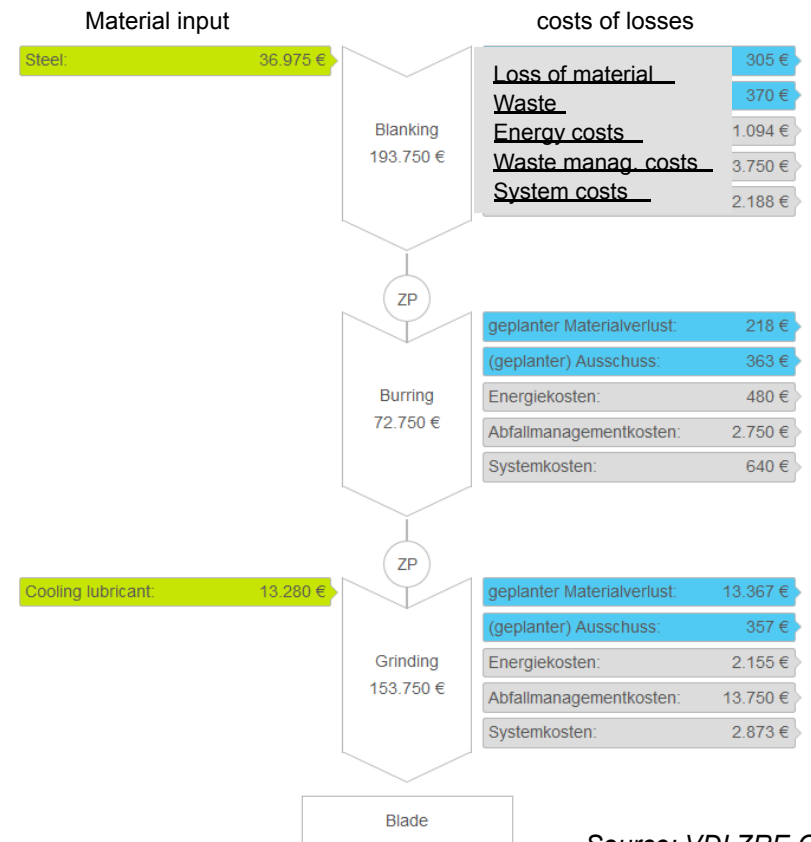 Material input
costs of losses
Steel: 36.975 €
Loss of material 305 €
Waste 370 €
Energy costs 1.094 €
Waste manag. costs 3.750 €
System costs 2.188 €
Blanking
193.750 €
ZP
geplanter Materialverlust: 218 €
(geplanter) Ausschuss: 363 €
Energiekosten: 480 €
Abfallmanagementkosten: 2.750 €
Systemkosten: 640 €
Burring
72.750 €
ZP
Cooling lubricant: 13.280 €
geplanter Materialverlust: 13.367 €
(geplanter) Ausschuss: 357 €
Energiekosten: 2.155 €
Abfallmanagementkosten: 13.750 €
Systemkosten: 2.873 €
Grinding
153.750 €
Blade
Source: VDI ZRE